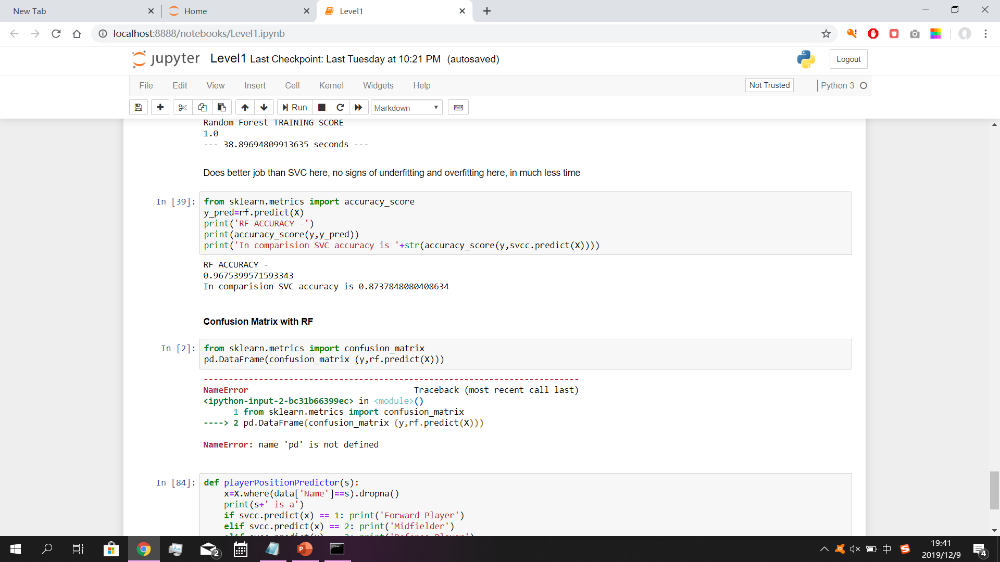 New Tab
Home
Level1
localhost:8888/notebooks/Level1.ipynb
jupyter Level1 Last Checkpoint: Last Tuesday at 10:21 PM (autosaved)
Logout
File Edit View Insert Cell Kernel Widgets Help
Not Trusted
Python 3
Run
Markdown
Random Forest TRAINING SCORE
1.0
--- 38.89694809913635 seconds ---
Does better job than SVC here, no signs of underfitting and overfitting here, in much less time
In [39]:
from sklearn.metrics import accuracy_score
y_pred=rf.predict(X)
print('RF ACCURACY -')
print(accuracy_score(y,y_pred))
print('In comparision SVC accuracy is '+str(accuracy_score(y,svcc.predict(X))))
RF ACCURACY -
0.9675399571593343
In comparision SVC accuracy is 0.8737848080408634
Confusion Matrix with RF
In [2]:
from sklearn.metrics import confusion_matrix
pd.DataFrame(confusion_matrix (y,rf.predict(X)))
---------------------------------------------------------------------------
NameError Traceback (most recent call last)
<ipython-input-2-bc31b66399ec> in <module>()
1 from sklearn.metrics import confusion_matrix
----> 2 pd.DataFrame(confusion_matrix (y,rf.predict(X)))
NameError: name 'pd' is not defined
In [84]:
def playerPositionPredictor(s):
x=X.where(data['Name']==s).dropna()
print(s+' is a')
if svcc.predict(x) == 1: print('Forward Player')
elif svcc.predict(x) == 2: print('Midfielder')
2
P
中
S
19:41
2019/12/9
4